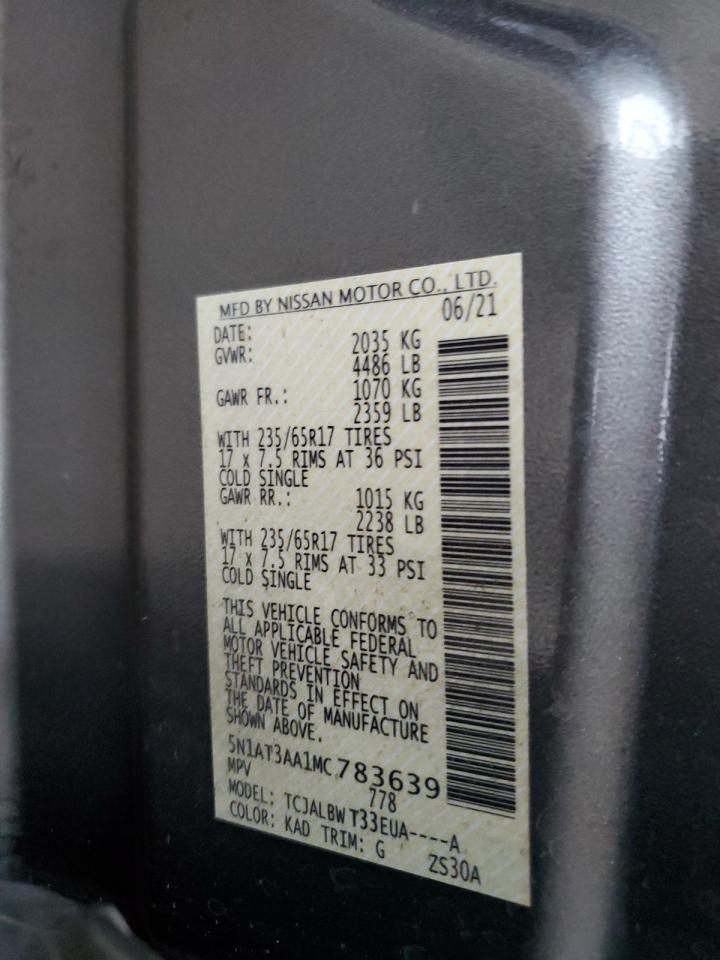 MFD BY NISSAN MOTOR CO., LTD.
DATE: 06/21
GVWR: 2035 KG
4486 LB
GAWR FR.: 1070 KG
2359 LB
WITH 235/65R17 TIRES
17 x 7.5 RIMS AT 36 PSI
COLD SINGLE
GAWR RR.: 1015 KG
2238 LB
WITH 235/65R17 TIRES
17 x 7.5 RIMS AT 33 PSI
COLD SINGLE
THIS VEHICLE CONFORMS TO
ALL APPLICABLE FEDERAL
MOTOR VEHICLE SAFETY AND
THEFT PREVENTION
STANDARDS IN EFFECT ON
THE DATE OF MANUFACTURE
SHOWN ABOVE.
5N1AT3AA1MC783639
MPV 778
MODEL: TCJALBWT33EUA----A
COLOR: KAD TRIM: G ZS30A